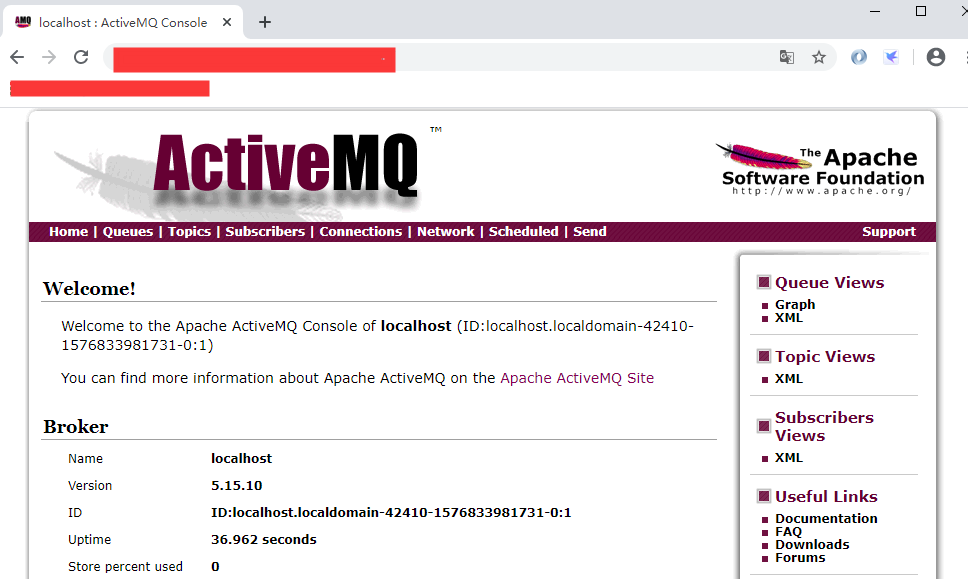 AMQ localhost : ActiveMQ Console
ActiveMQ™
The Apache
Software Foundation
http://www.apache.org/
Home | Queues | Topics | Subscribers | Connections | Network | Scheduled | Send
Support
Welcome!
Welcome to the Apache ActiveMQ Console of localhost (ID:localhost.localdomain-42410-
1576833981731-0:1)
You can find more information about Apache ActiveMQ on the Apache ActiveMQ Site
Broker
Name localhost
Version 5.15.10
ID ID:localhost.localdomain-42410-1576833981731-0:1
Uptime 36.962 seconds
Store percent used 0
Queue Views
Graph
XML
Topic Views
XML
Subscribers
Views
XML
Useful Links
Documentation
FAQ
Downloads
Forums